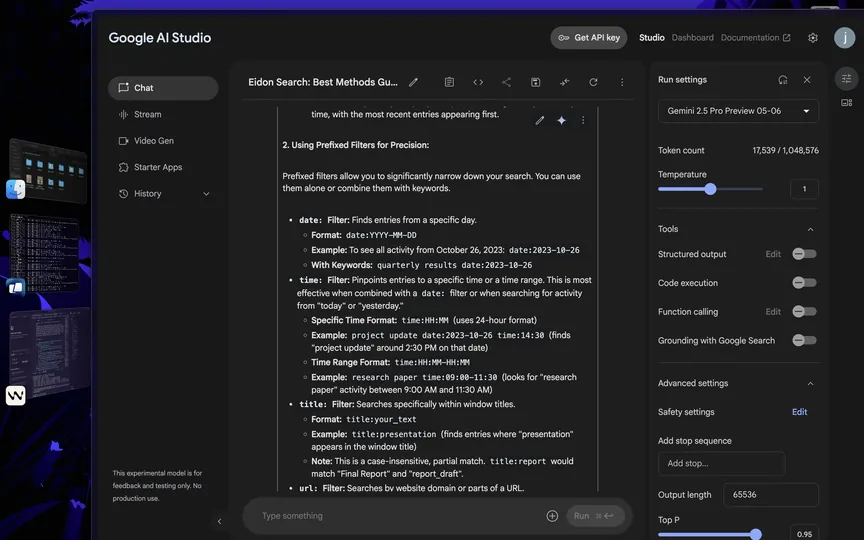 Google AI Studio
Get API key
Studio
Dashboard
Documentation
j
Chat
Stream
Video Gen
Starter Apps
History
This experimental model is for
feedback and testing only. No
production use.
Eidon Search: Best Methods Gu...
time, with the most recent entries appearing first.
2. Using Prefixed Filters for Precision:
Prefixed filters allow you to significantly narrow down your search. You can use
them alone or combine them with keywords.
• date: Filter: Finds entries from a specific day.
◦ Format: date:YYYY-MM-DD
◦ Example: To see all activity from October 26, 2023: date:2023-10-26
◦ With Keywords: quarterly results date:2023-10-26
• time: Filter: Pinpoints entries to a specific time or a time range. This is most
effective when combined with a date: filter or when searching for activity
from "today" or "yesterday."
◦ Specific Time Format: time:HH:MM (uses 24-hour format)
◦ Example: project update date:2023-10-26 time:14:30 (finds
"project update" around 2:30 PM on that date)
◦ Time Range Format: time:HH:MM-HH:MM
◦ Example: research paper time:09:00-11:30 (looks for "research
paper" activity between 9:00 AM and 11:30 AM)
• title: Filter: Searches specifically within window titles.
◦ Format: title:your_text
◦ Example: title:presentation (finds entries where "presentation"
appears in the window title)
◦ Note: This is a case-insensitive, partial match. title:report would
match "Final Report" and "report_draft".
• url: Filter: Searches by website domain or parts of a URL.
Type something
Run ⌘↩
Run settings
Gemini 2.5 Pro Preview 05-06
Token count 17,539 / 1,048,576
Temperature
1
Tools
Structured output Edit
Code execution
Function calling Edit
Grounding with Google Search
Advanced settings
Safety settings Edit
Add stop sequence
Add stop...
Output length 65536
Top P
0.95